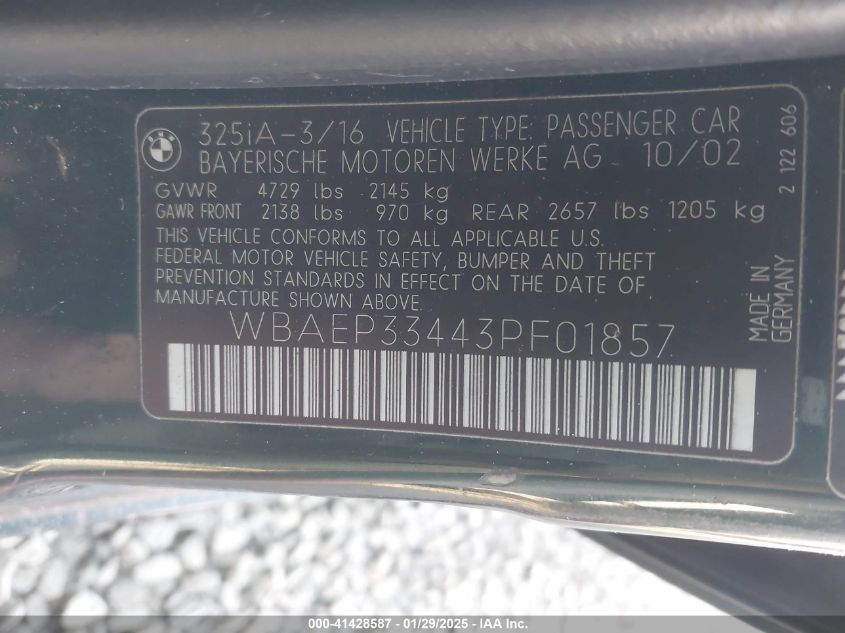 BMW
325iA-3/16 VEHICLE TYPE: PASSENGER CAR
BAYERISCHE MOTOREN WERKE AG 10/02
GVWR 4729 lbs 2145 kg
GAWR FRONT 2138 lbs 970 kg REAR 2657 lbs 1205 kg
THIS VEHICLE CONFORMS TO ALL APPLICABLE U.S.
FEDERAL MOTOR VEHICLE SAFETY, BUMPER AND THEFT
PREVENTION STANDARDS IN EFFECT ON THE DATE OF
MANUFACTURE SHOWN ABOVE.
WBAEP33443PF01857
MADE IN
GERMANY
2 122 606
000-41428587 - 01/29/2025 - IAA Inc.